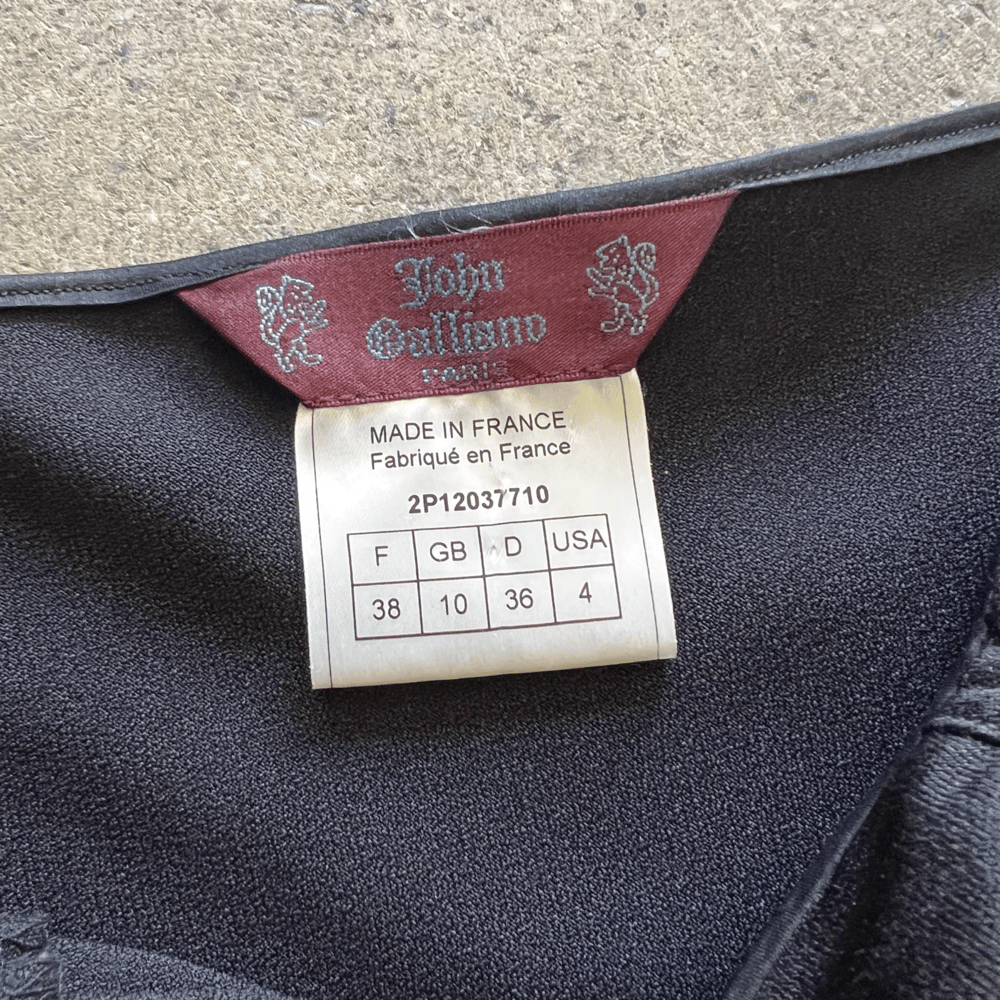 John
Galliano
PARIS
MADE IN FRANCE
Fabriqué en France
2P12037710
F GB D USA
38 10 36 4